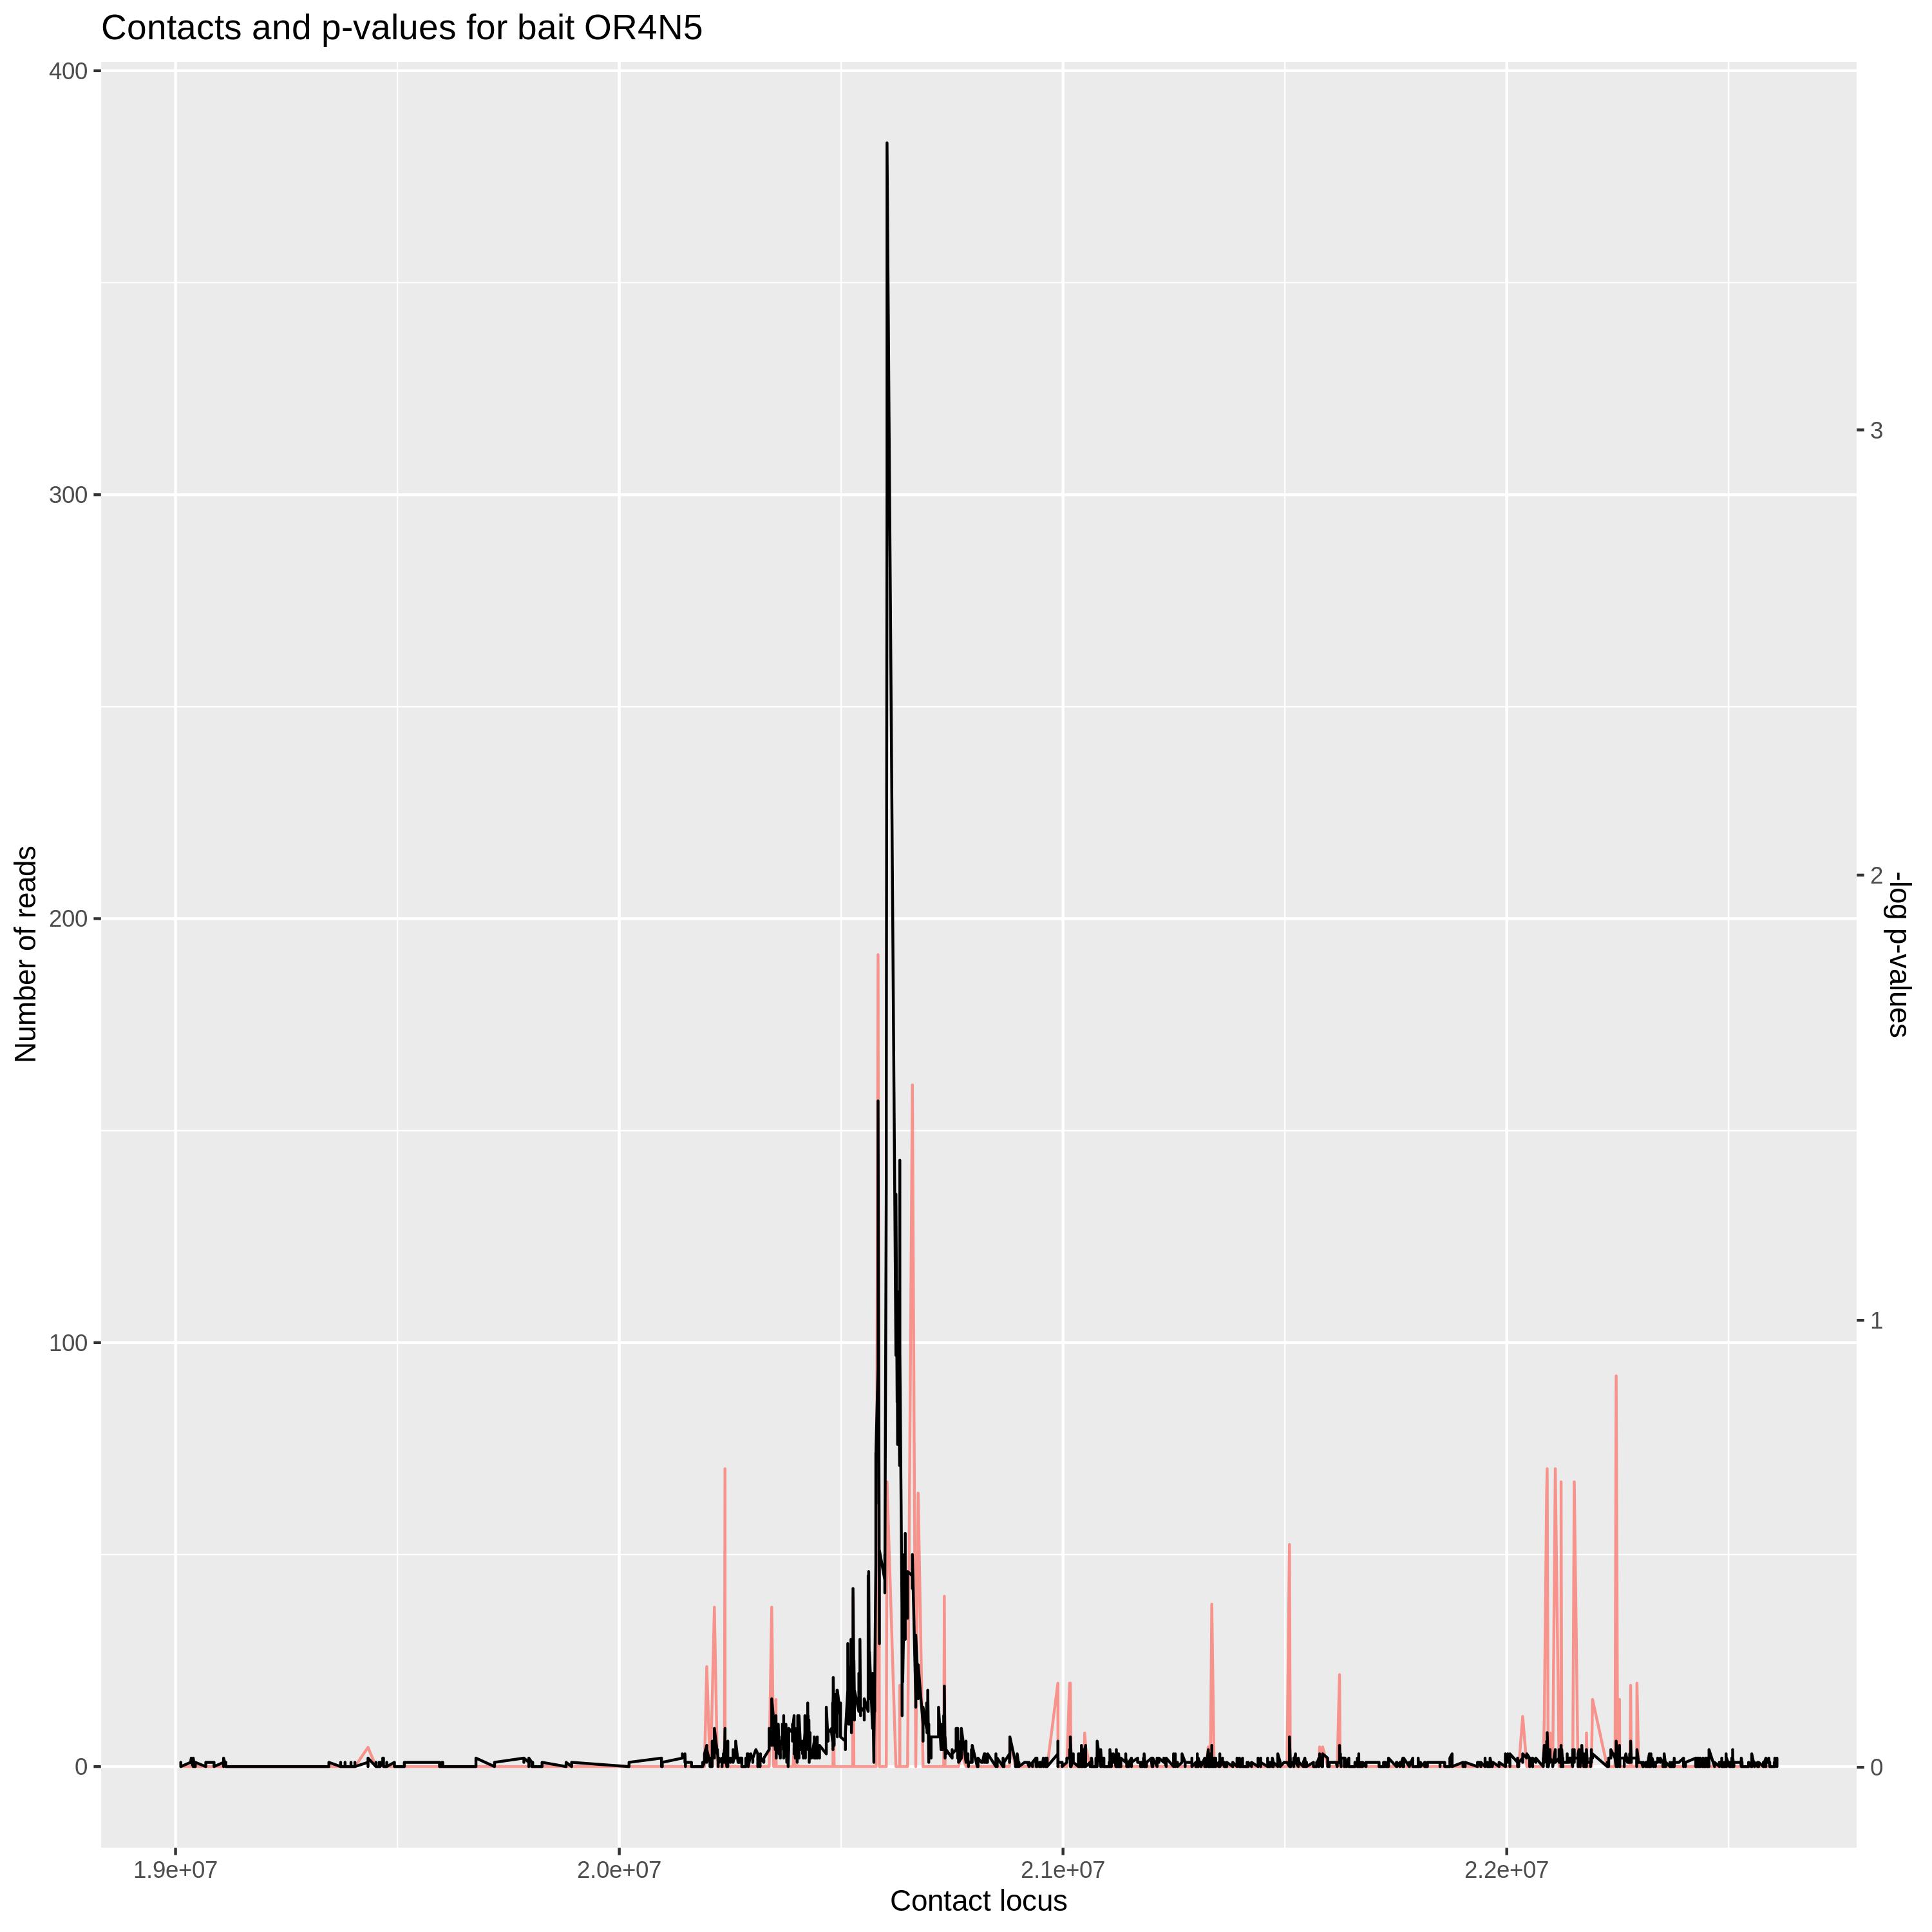 Contacts and p-values for bait OR4N5
400
300
200
100
0
Number of reads
3
2
1
0
-log p-values
1.9e+07
2.0e+07
2.1e+07
2.2e+07
Contact locus